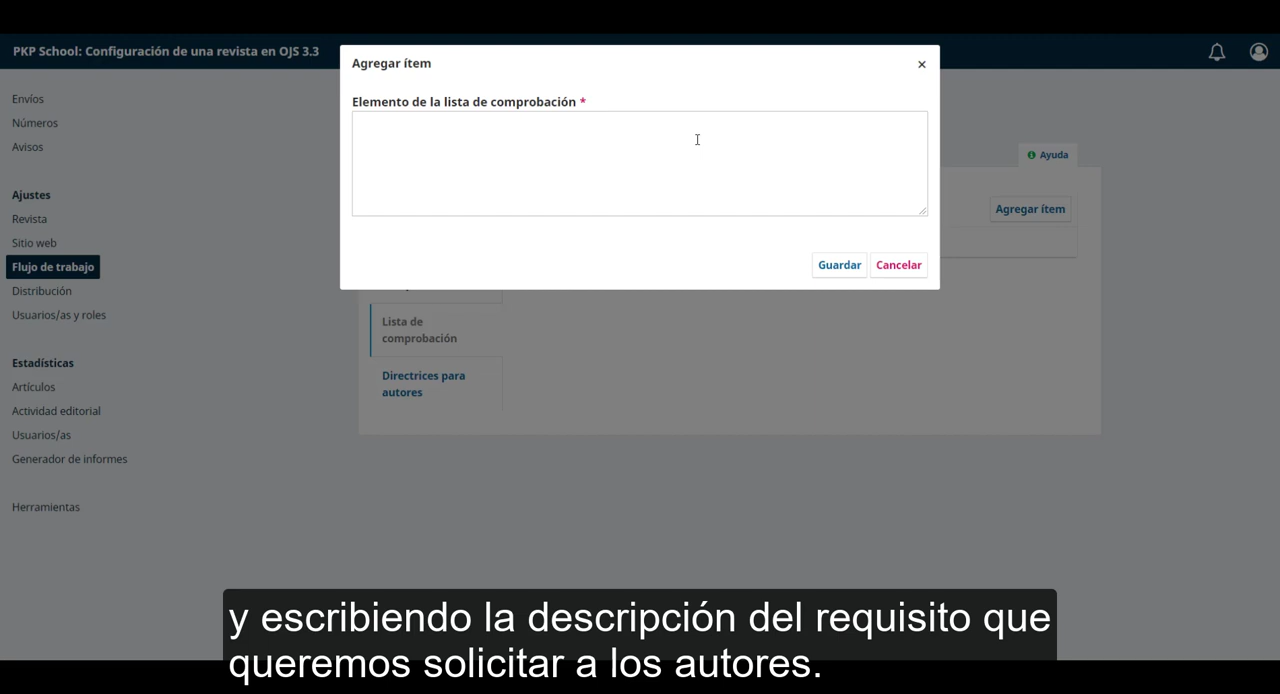 PKP School: Configuración de una revista en OJS 3.3
Agregar ítem
×
Elemento de la lista de comprobación *
Envíos
Números
Avisos
Ayuda
Ajustes
Revista
Agregar ítem
Sitio web
Flujo de trabajo
Guardar
Cancelar
Distribución
Usuarios/as y roles
Lista de
comprobación
Estadísticas
Directrices para
autores
Artículos
Actividad editorial
Usuarios/as
Generador de informes
Herramientas
y escribiendo la descripción del requisito que
queremos solicitar a los autores.